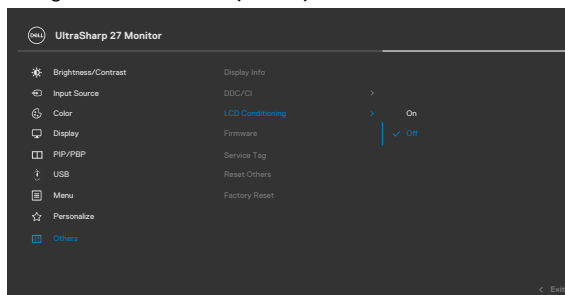 DELL UltraSharp 27 Monitor
Brightness/Contrast Display Info
Input Source DDC/CI >
Color LCD Conditioning > On
Display Firmware ✓ Off
PIP/PBP Service Tag
USB Reset Others
Menu Factory Reset
Personalize
Others
< Exit